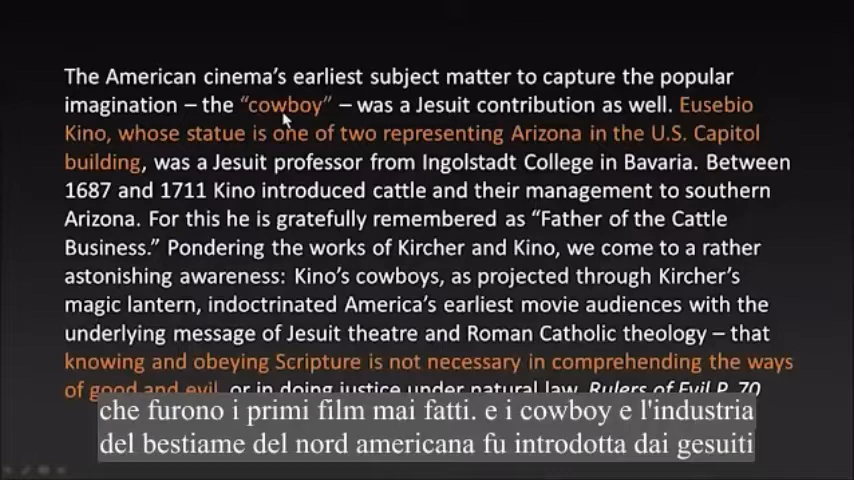 The American cinema's earliest subject matter to capture the popular
imagination – the "cowboy" – was a Jesuit contribution as well. Eusebio
Kino, whose statue is one of two representing Arizona in the U.S. Capitol
building, was a Jesuit professor from Ingolstadt College in Bavaria. Between
1687 and 1711 Kino introduced cattle and their management to southern
Arizona. For this he is gratefully remembered as "Father of the Cattle
Business." Pondering the works of Kircher and Kino, we come to a rather
astonishing awareness: Kino's cowboys, as projected through Kircher's
magic lantern, indoctrinated America's earliest movie audiences with the
underlying message of Jesuit theatre and Roman Catholic theology – that
knowing and obeying Scripture is not necessary in comprehending the ways
of good and evil, or in doing justice under natural law. Rulers of Evil P. 70
che furono i primi film mai fatti. e i cowboy e l'industria
del bestiame del nord americana fu introdotta dai gesuiti